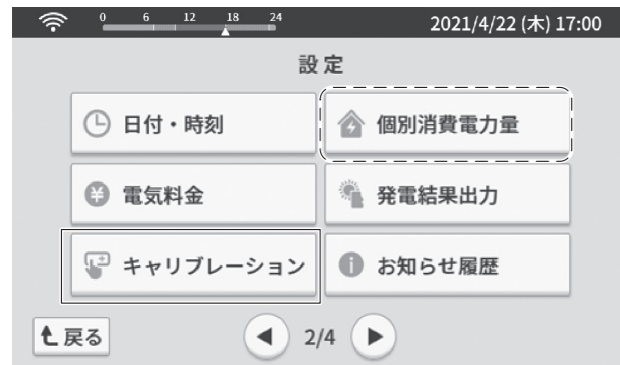 0 6 12 18 24 2021/4/22 (木) 17:00
設定
日付・時刻 個別消費電力量
電気料金 発電結果出力
キャリブレーション お知らせ履歴
戻る 2/4